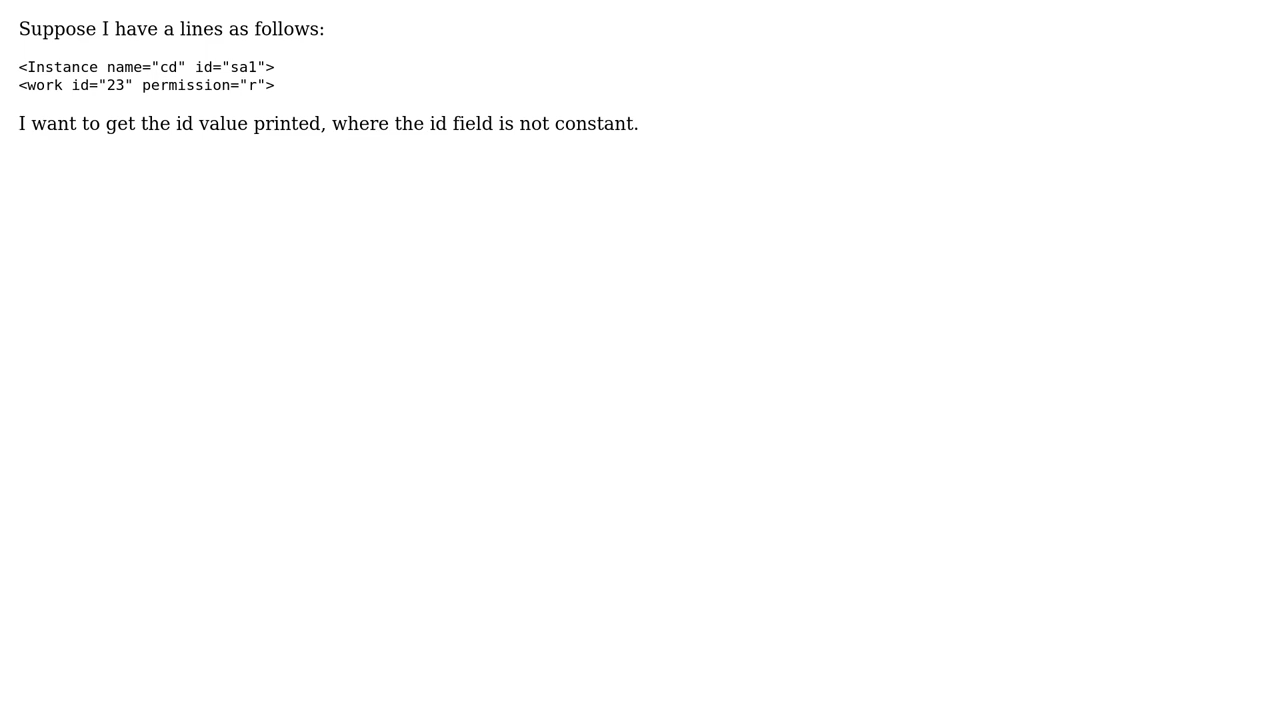 Suppose I have a lines as follows:
<Instance name="cd" id="sa1">
<work id="23" permission="r">
I want to get the id value printed, where the id field is not constant.